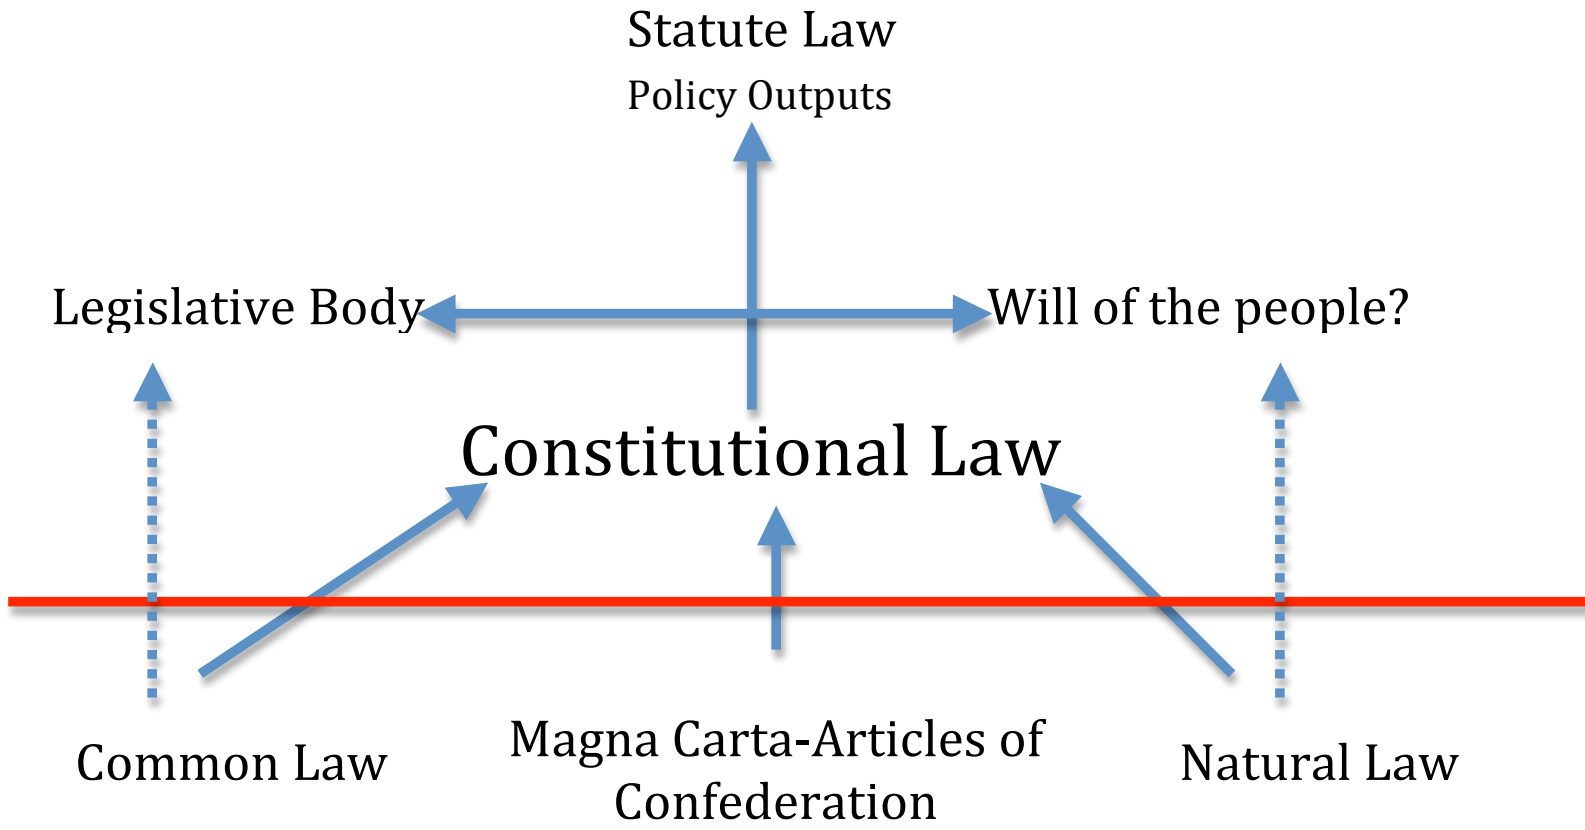 Statute Law
Policy Outputs
Legislative Body
Will of the people?
Constitutional Law
Common Law
Magna Carta-Articles of
Confederation
Natural Law